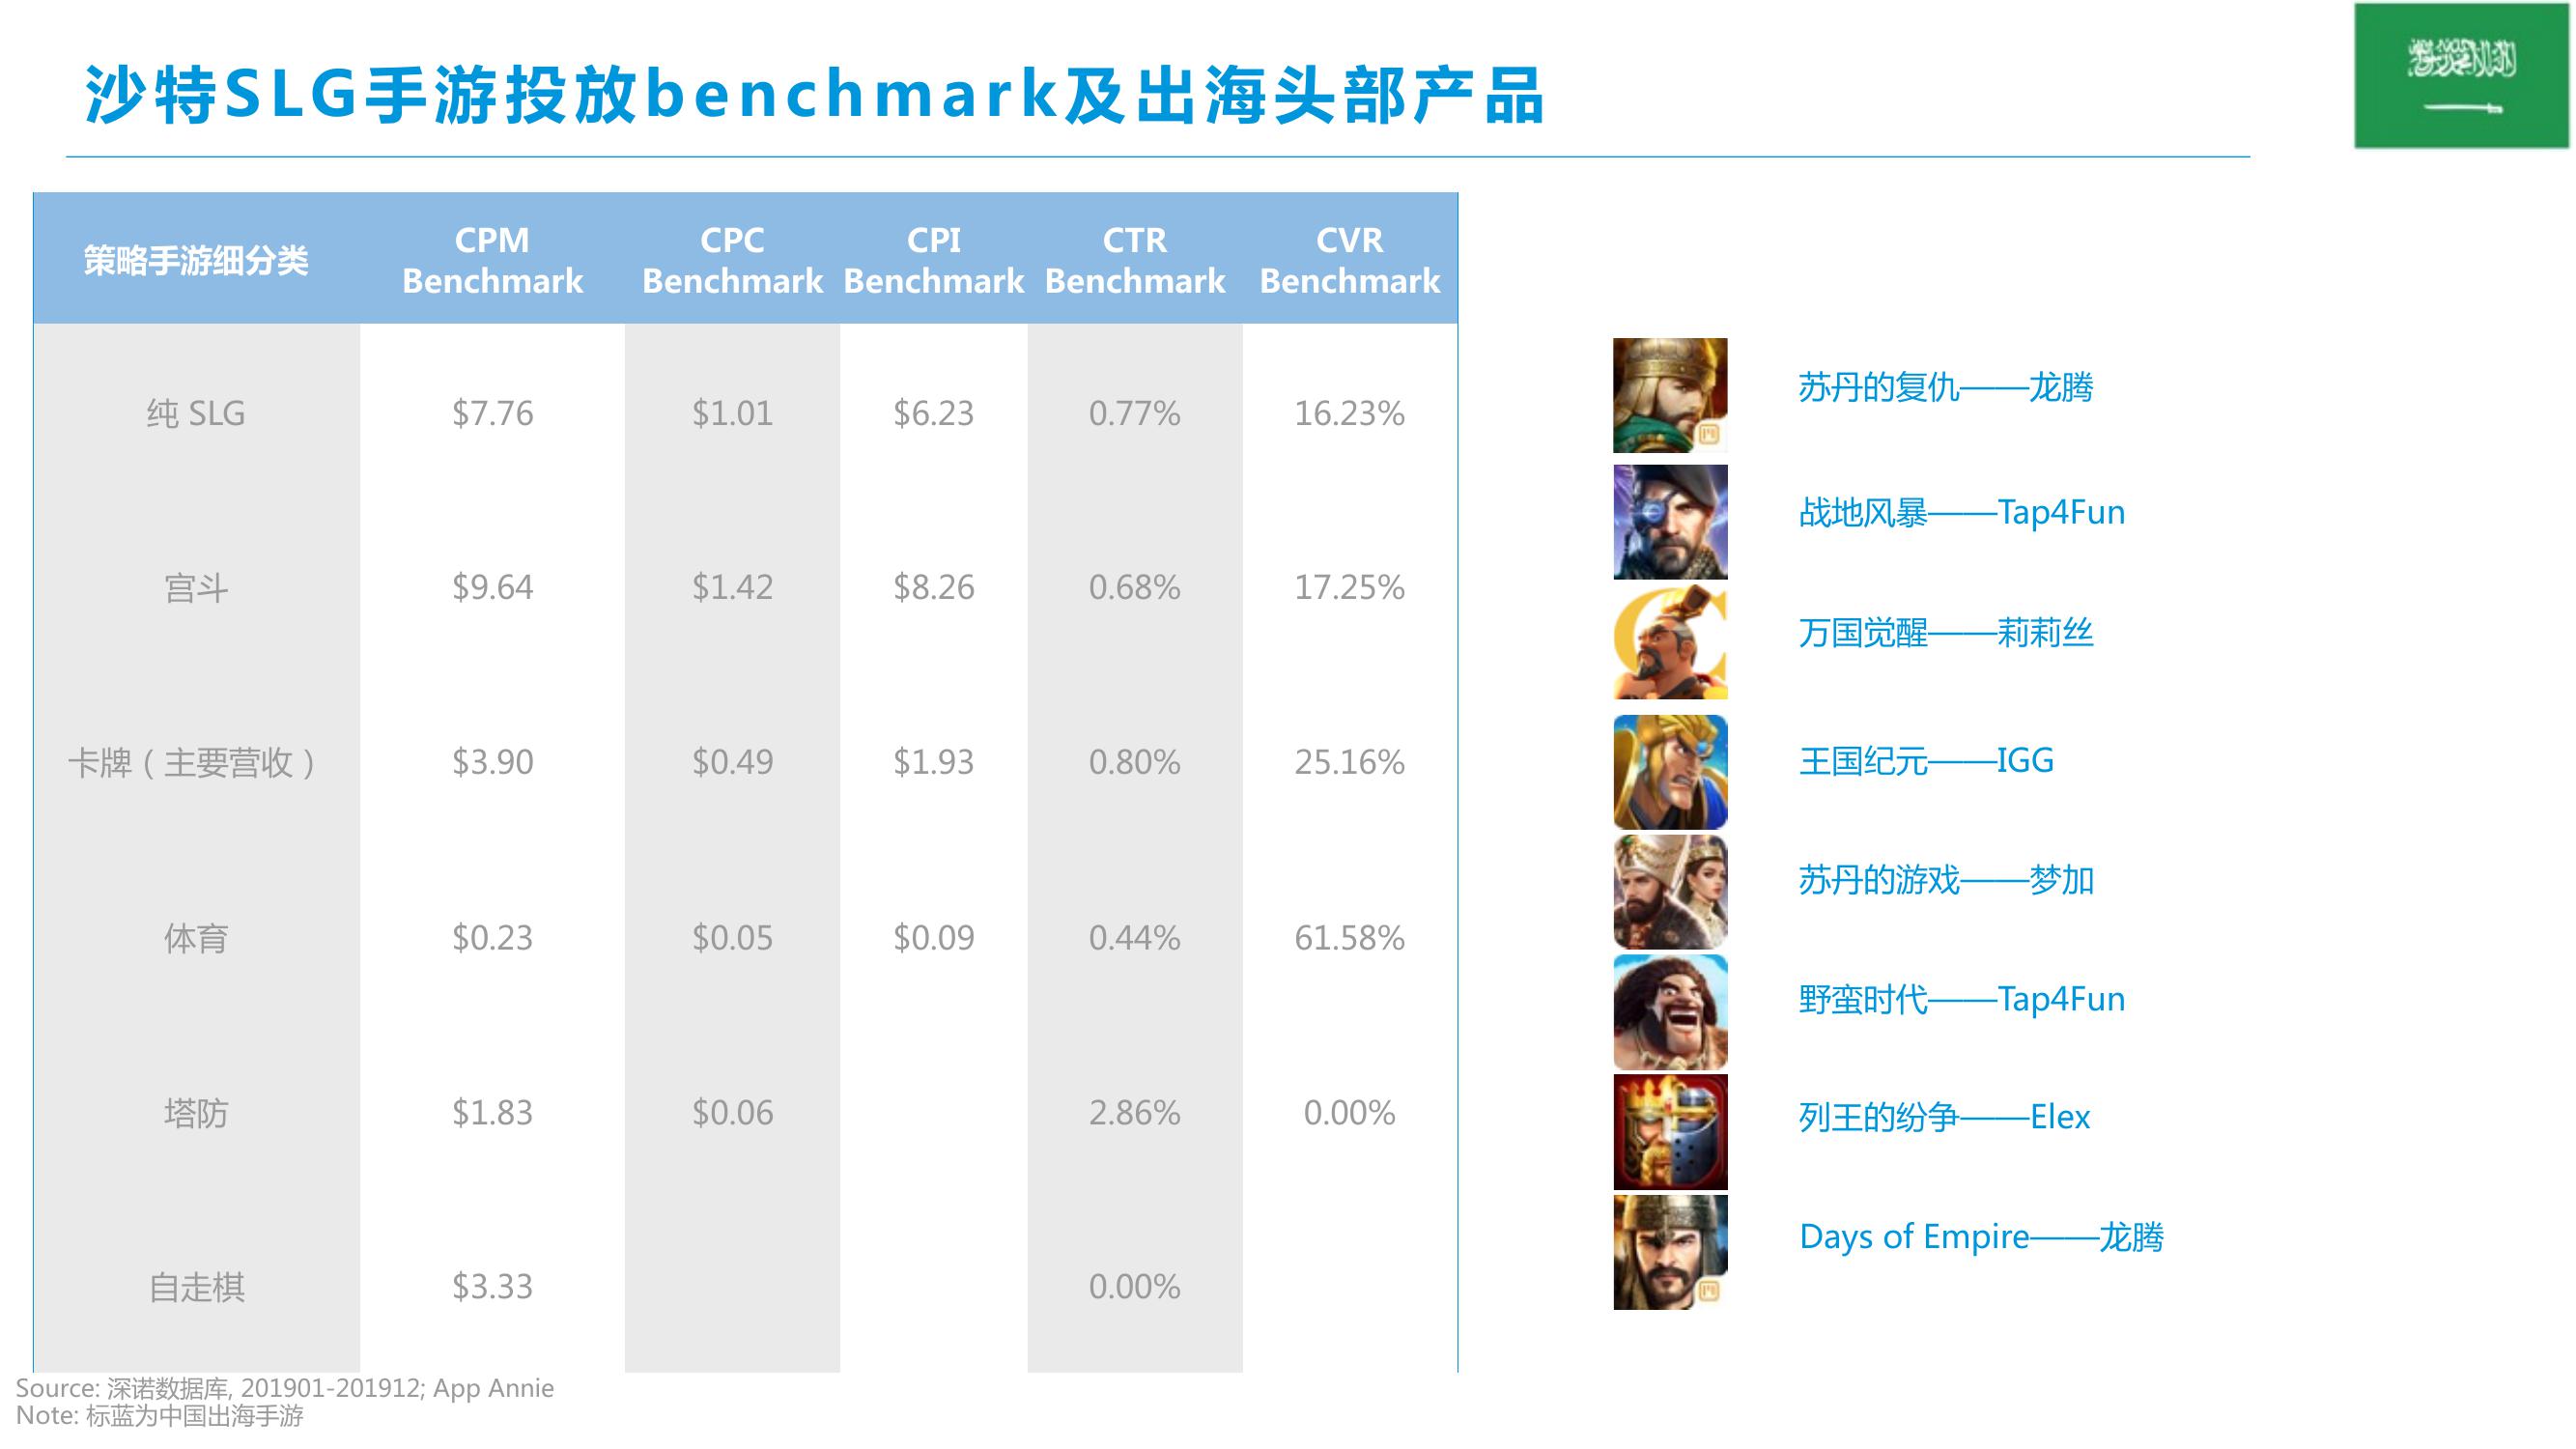 沙特SLG手游投放benchmark及出海头部产品
策略手游细分类 CPM Benchmark CPC Benchmark CPI Benchmark CTR Benchmark CVR Benchmark
纯 SLG $7.76 $1.01 $6.23 0.77% 16.23%
宫斗 $9.64 $1.42 $8.26 0.68% 17.25%
卡牌（主要营收） $3.90 $0.49 $1.93 0.80% 25.16%
体育 $0.23 $0.05 $0.09 0.44% 61.58%
塔防 $1.83 $0.06 2.86% 0.00%
自走棋 $3.33 0.00%
苏丹的复仇——龙腾
战地风暴——Tap4Fun
万国觉醒——莉莉丝
王国纪元——IGG
苏丹的游戏——梦加
野蛮时代——Tap4Fun
列王的纷争——Elex
Days of Empire——龙腾
Source: 深诺数据库, 201901-201912; App Annie
Note: 标蓝为中国出海手游